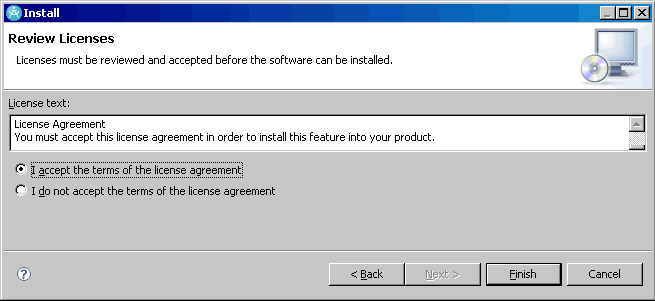 Install
Review Licenses
Licenses must be reviewed and accepted before the software can be installed.
License text:
License Agreement
You must accept this license agreement in order to install this feature into your product.
I accept the terms of the license agreement
I do not accept the terms of the license agreement
? < Back Next > Finish Cancel